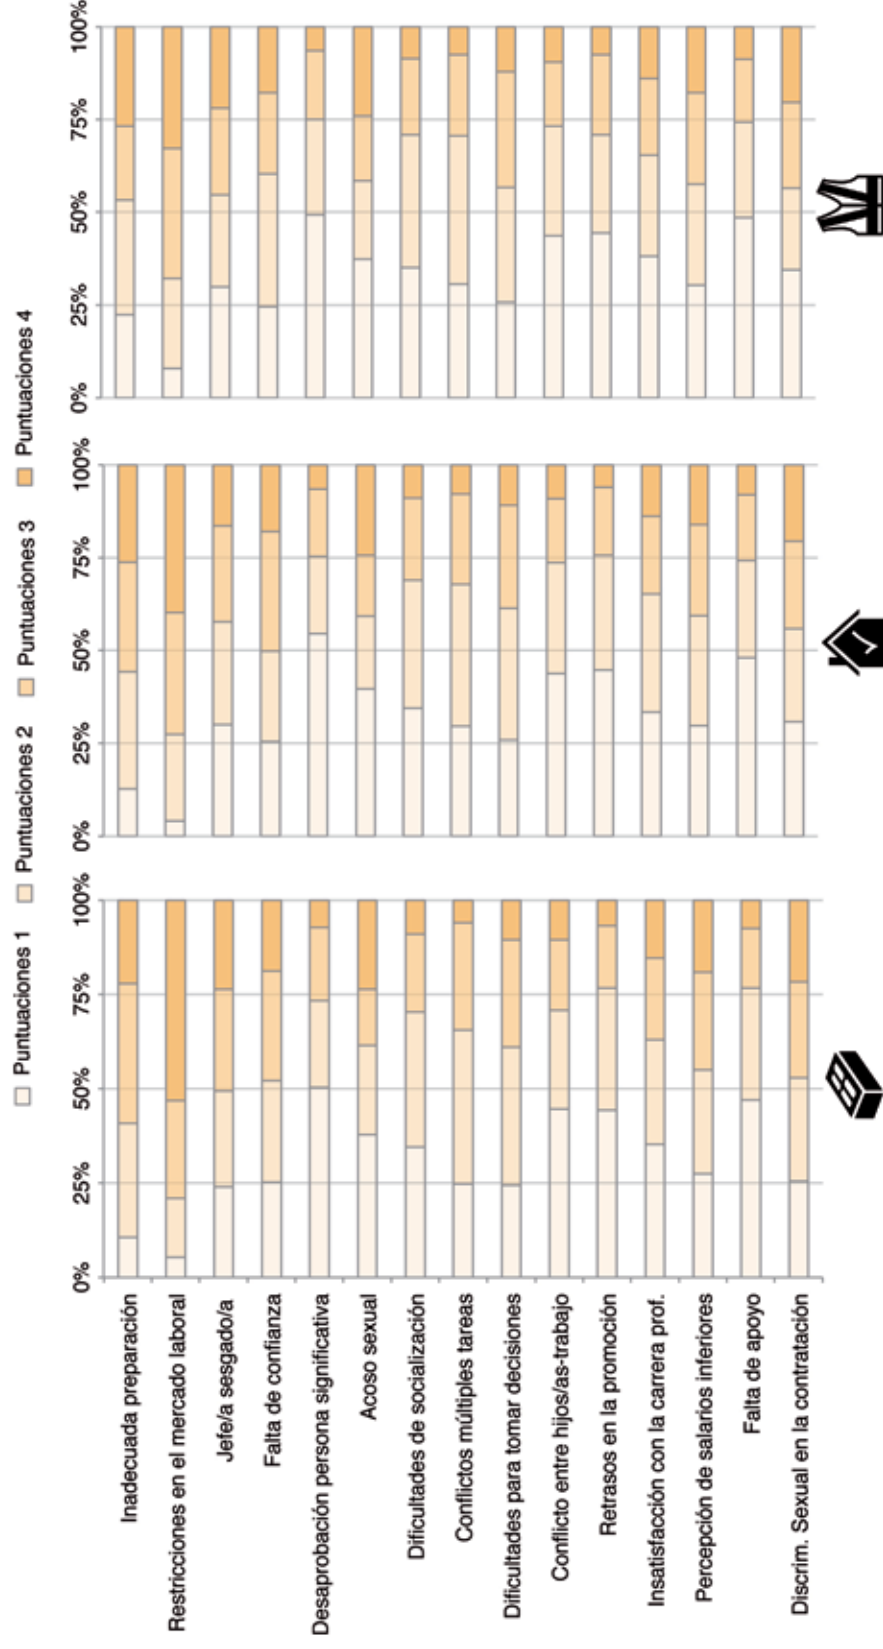 Puntuaciones 1
Puntuaciones 2
Puntuaciones 3
Puntuaciones 4
0%
25%
50%
75%
100%
0%
25%
50%
75%
100%
0%
25%
50%
75%
100%
Inadecuada preparación
Restricciones en el mercado laboral
Jefe/a sesgado/a
Falta de confianza
Desaprobación persona significativa
Acoso sexual
Dificultades de socialización
Conflictos múltiples tareas
Dificultades para tomar decisiones
Conflicto entre hijos/as-trabajo
Retrasos en la promoción
Insatisfacción con la carrera prof.
Percepción de salarios inferiores
Falta de apoyo
Discrim. Sexual en la contratación